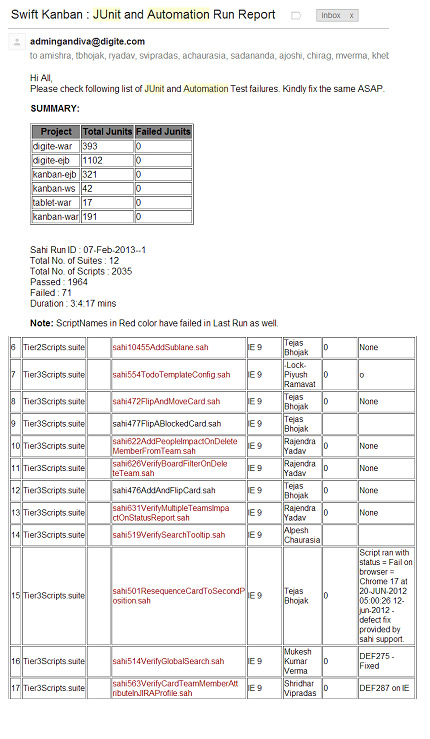 Swift Kanban : JUnit and Automation Run Report
Inbox x
admingandiva@digite.com
to amishra, tbhojak, ryadav, svipradas, achaurasia, sadananda, ajoshi, chirag, mverma, khet
Hi All,
Please check following list of JUnit and Automation Test failures. Kindly fix the same ASAP.
SUMMARY:
Project Total Junits Failed Junits
digite-war 393 0
digite-ejb 1102 0
kanban-ejb 321 0
kanban-ws 42 0
tablet-war 17 0
kanban-war 191 0
Sahi Run ID : 07-Feb-2013--1
Total No. of Suites : 12
Total No. of Scripts : 2035
Passed : 1964
Failed : 71
Duration : 3:4:17 mins
Note: ScriptNames in Red color have failed in Last Run as well.
6 Tier2Scripts.suite sahi10455AddSublane.sah IE 9 Tejas Bhojak 0 None
7 Tier3Scripts.suite sahi554TodoTemplateConfig.sah IE 9 -Lock- Piyush Ramavat 0 o
8 Tier3Scripts.suite sahi472FlipAndMoveCard.sah IE 9 Tejas Bhojak 0 None
9 Tier3Scripts.suite sahi477FlipABlockedCard.sah IE 9 Tejas Bhojak
10 Tier3Scripts.suite sahi622AddPeopleImpactOnDelete
MemberFromTeam.sah IE 9 Rajendra Yadav 0 None
11 Tier3Scripts.suite sahi626VerifyBoardFilterOnDele
teTeam.sah IE 9 Rajendra Yadav 0 None
12 Tier3Scripts.suite sahi476AddAndFlipCard.sah IE 9 Tejas Bhojak 0 None
13 Tier3Scripts.suite sahi631VerifyMultipleTeamsImpa
ctOnStatusReport.sah IE 9 Rajendra Yadav 0 None
14 Tier3Scripts.suite sahi519VerifySearchTooltip.sah IE 9 Alpesh Chaurasia
15 Tier3Scripts.suite sahi501ResequenceCardToSecondP
osition.sah IE 9 Tejas Bhojak 0
Script ran with
status = Fail on
browser =
Chrome 17 at
20-JUN-2012
05:00:26 12-
jun-2012 -
defect fix
provided by
sahi support.
16 Tier3Scripts.suite sahi514VerifyGlobalSearch.sah IE 9 Mukesh Kumar Verma 0 DEF275 - Fixed
17 Tier3Scripts.suite sahi563VerifyCardTeamMemberAtt
ributeInJIRAProfile.sah IE 9 Shridhar Vipradas 0 DEF287 on IE